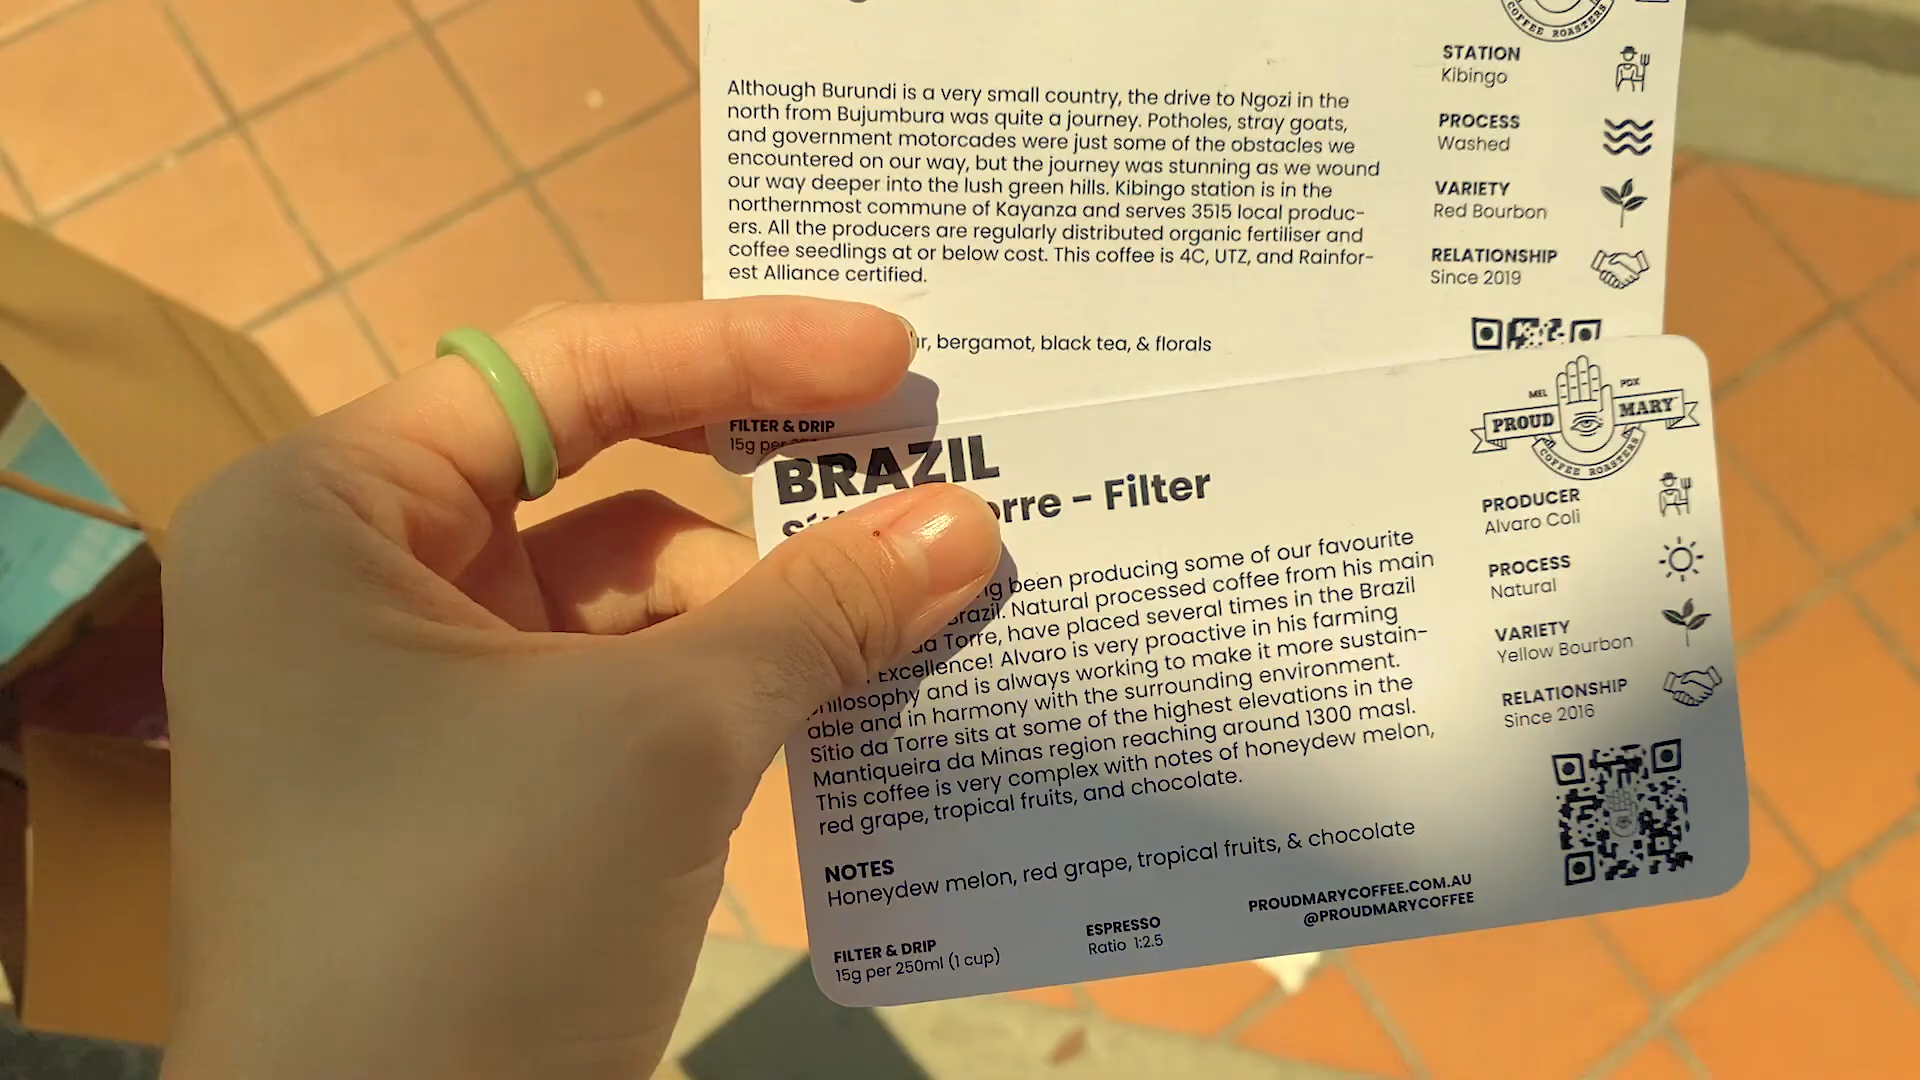 COFFEE ROASTERS
STATION
Kibingo
PROCESS
Washed
VARIETY
Red Bourbon
RELATIONSHIP
Since 2019
Although Burundi is a very small country, the drive to Ngozi in the
north from Bujumbura was quite a journey. Potholes, stray goats,
and government motorcades were just some of the obstacles we
encountered on our way, but the journey was stunning as we wound
our way deeper into the lush green hills. Kibingo station is in the
northernmost commune of Kayanza and serves 3515 local produc-
ers. All the producers are regularly distributed organic fertiliser and
coffee seedlings at or below cost. This coffee is 4C, UTZ, and Rainfor-
est Alliance certified.
bergamot, black tea, & florals
FILTER & DRIP
15g per
BRAZIL
– Filter
MEL PDX
PROUD MARY
COFFEE ROASTERS
PRODUCER
Alvaro Coli
PROCESS
Natural
VARIETY
Yellow Bourbon
RELATIONSHIP
Since 2016
been producing some of our favourite
Brazil. Natural processed coffee from his main
da Torre, have placed several times in the Brazil
Excellence! Alvaro is very proactive in his farming
philosophy and is always working to make it more sustain-
able and in harmony with the surrounding environment.
Sítio da Torre sits at some of the highest elevations in the
Mantiqueira da Minas region reaching around 1300 masl.
This coffee is very complex with notes of honeydew melon,
red grape, tropical fruits, and chocolate.
NOTES
Honeydew melon, red grape, tropical fruits, & chocolate
FILTER & DRIP
15g per 250ml (1 cup)
ESPRESSO
Ratio 1:2.5
PROUDMARYCOFFEE.COM.AU
@PROUDMARYCOFFEE